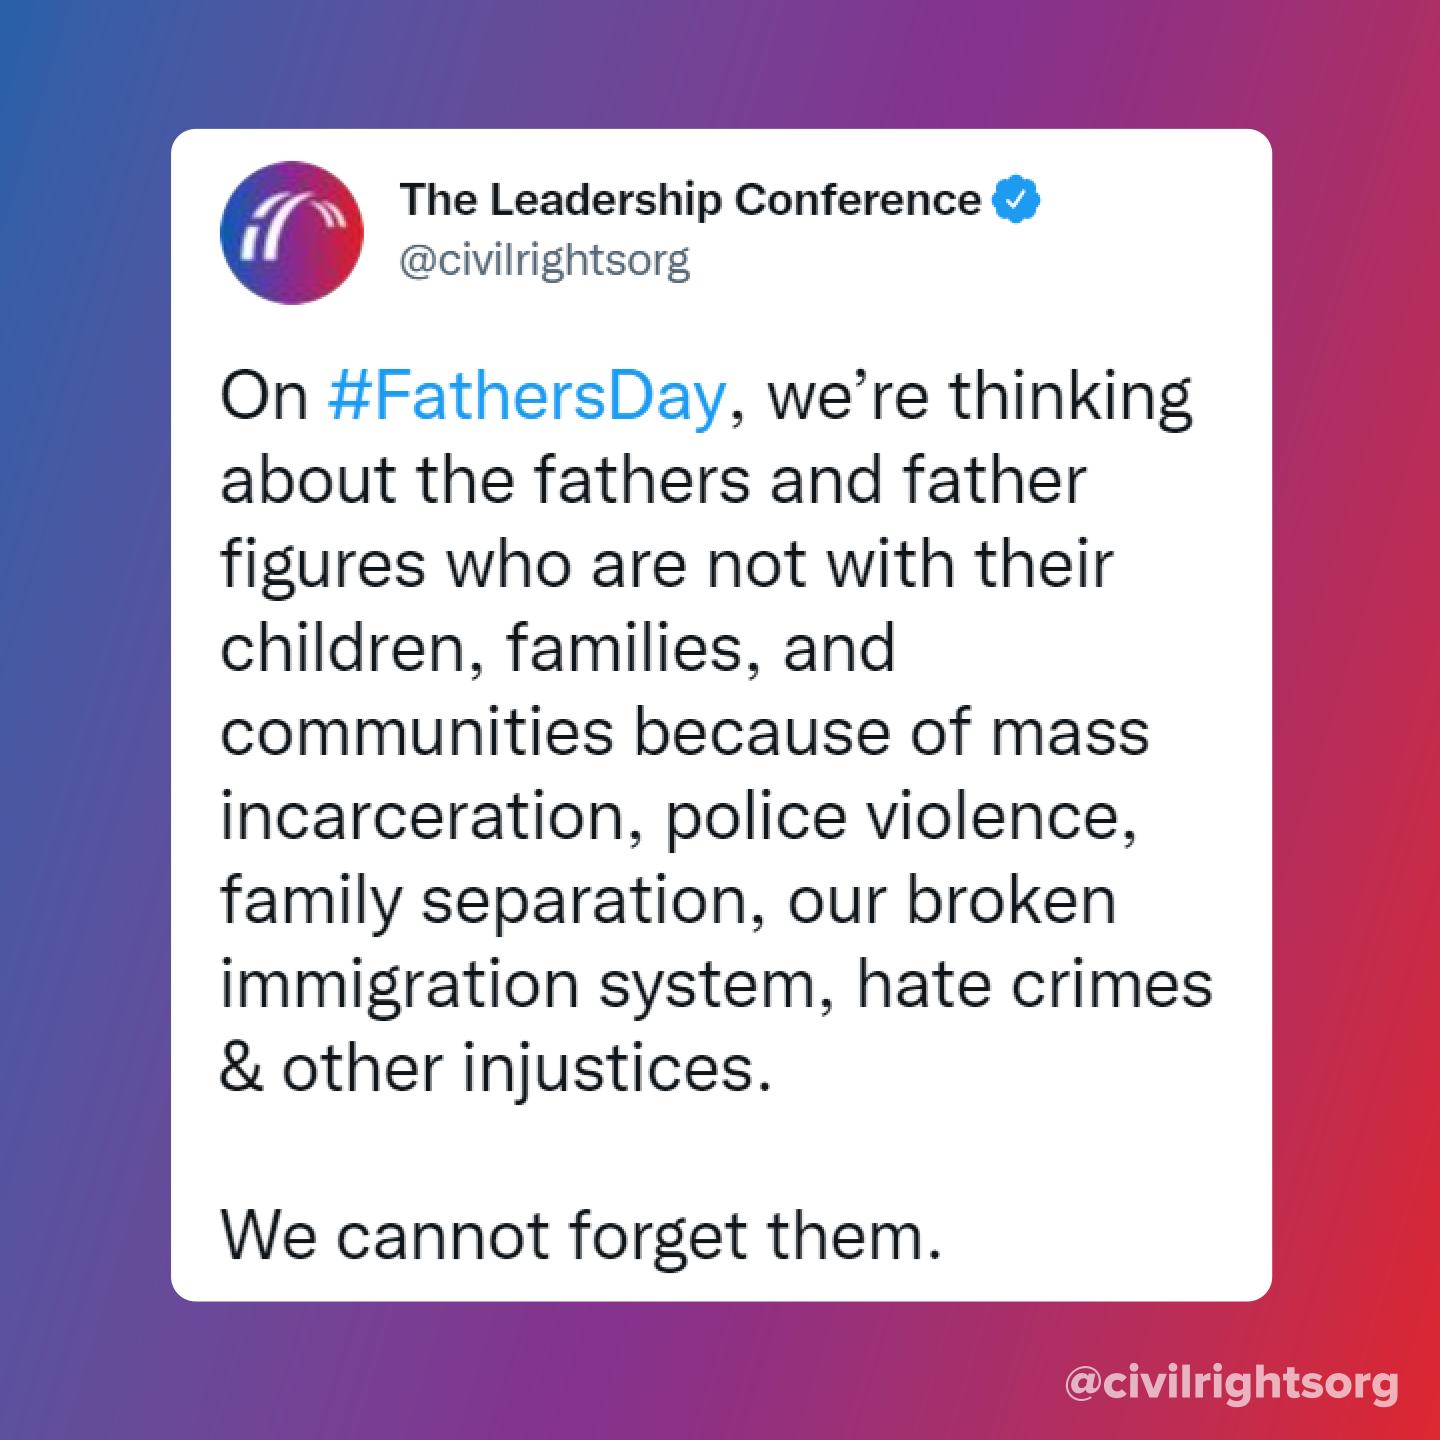 The Leadership Conference
@civilrightsorg
On #FathersDay, we’re thinking
about the fathers and father
figures who are not with their
children, families, and
communities because of mass
incarceration, police violence,
family separation, our broken
immigration system, hate crimes
& other injustices.
We cannot forget them.
@civilrightsorg